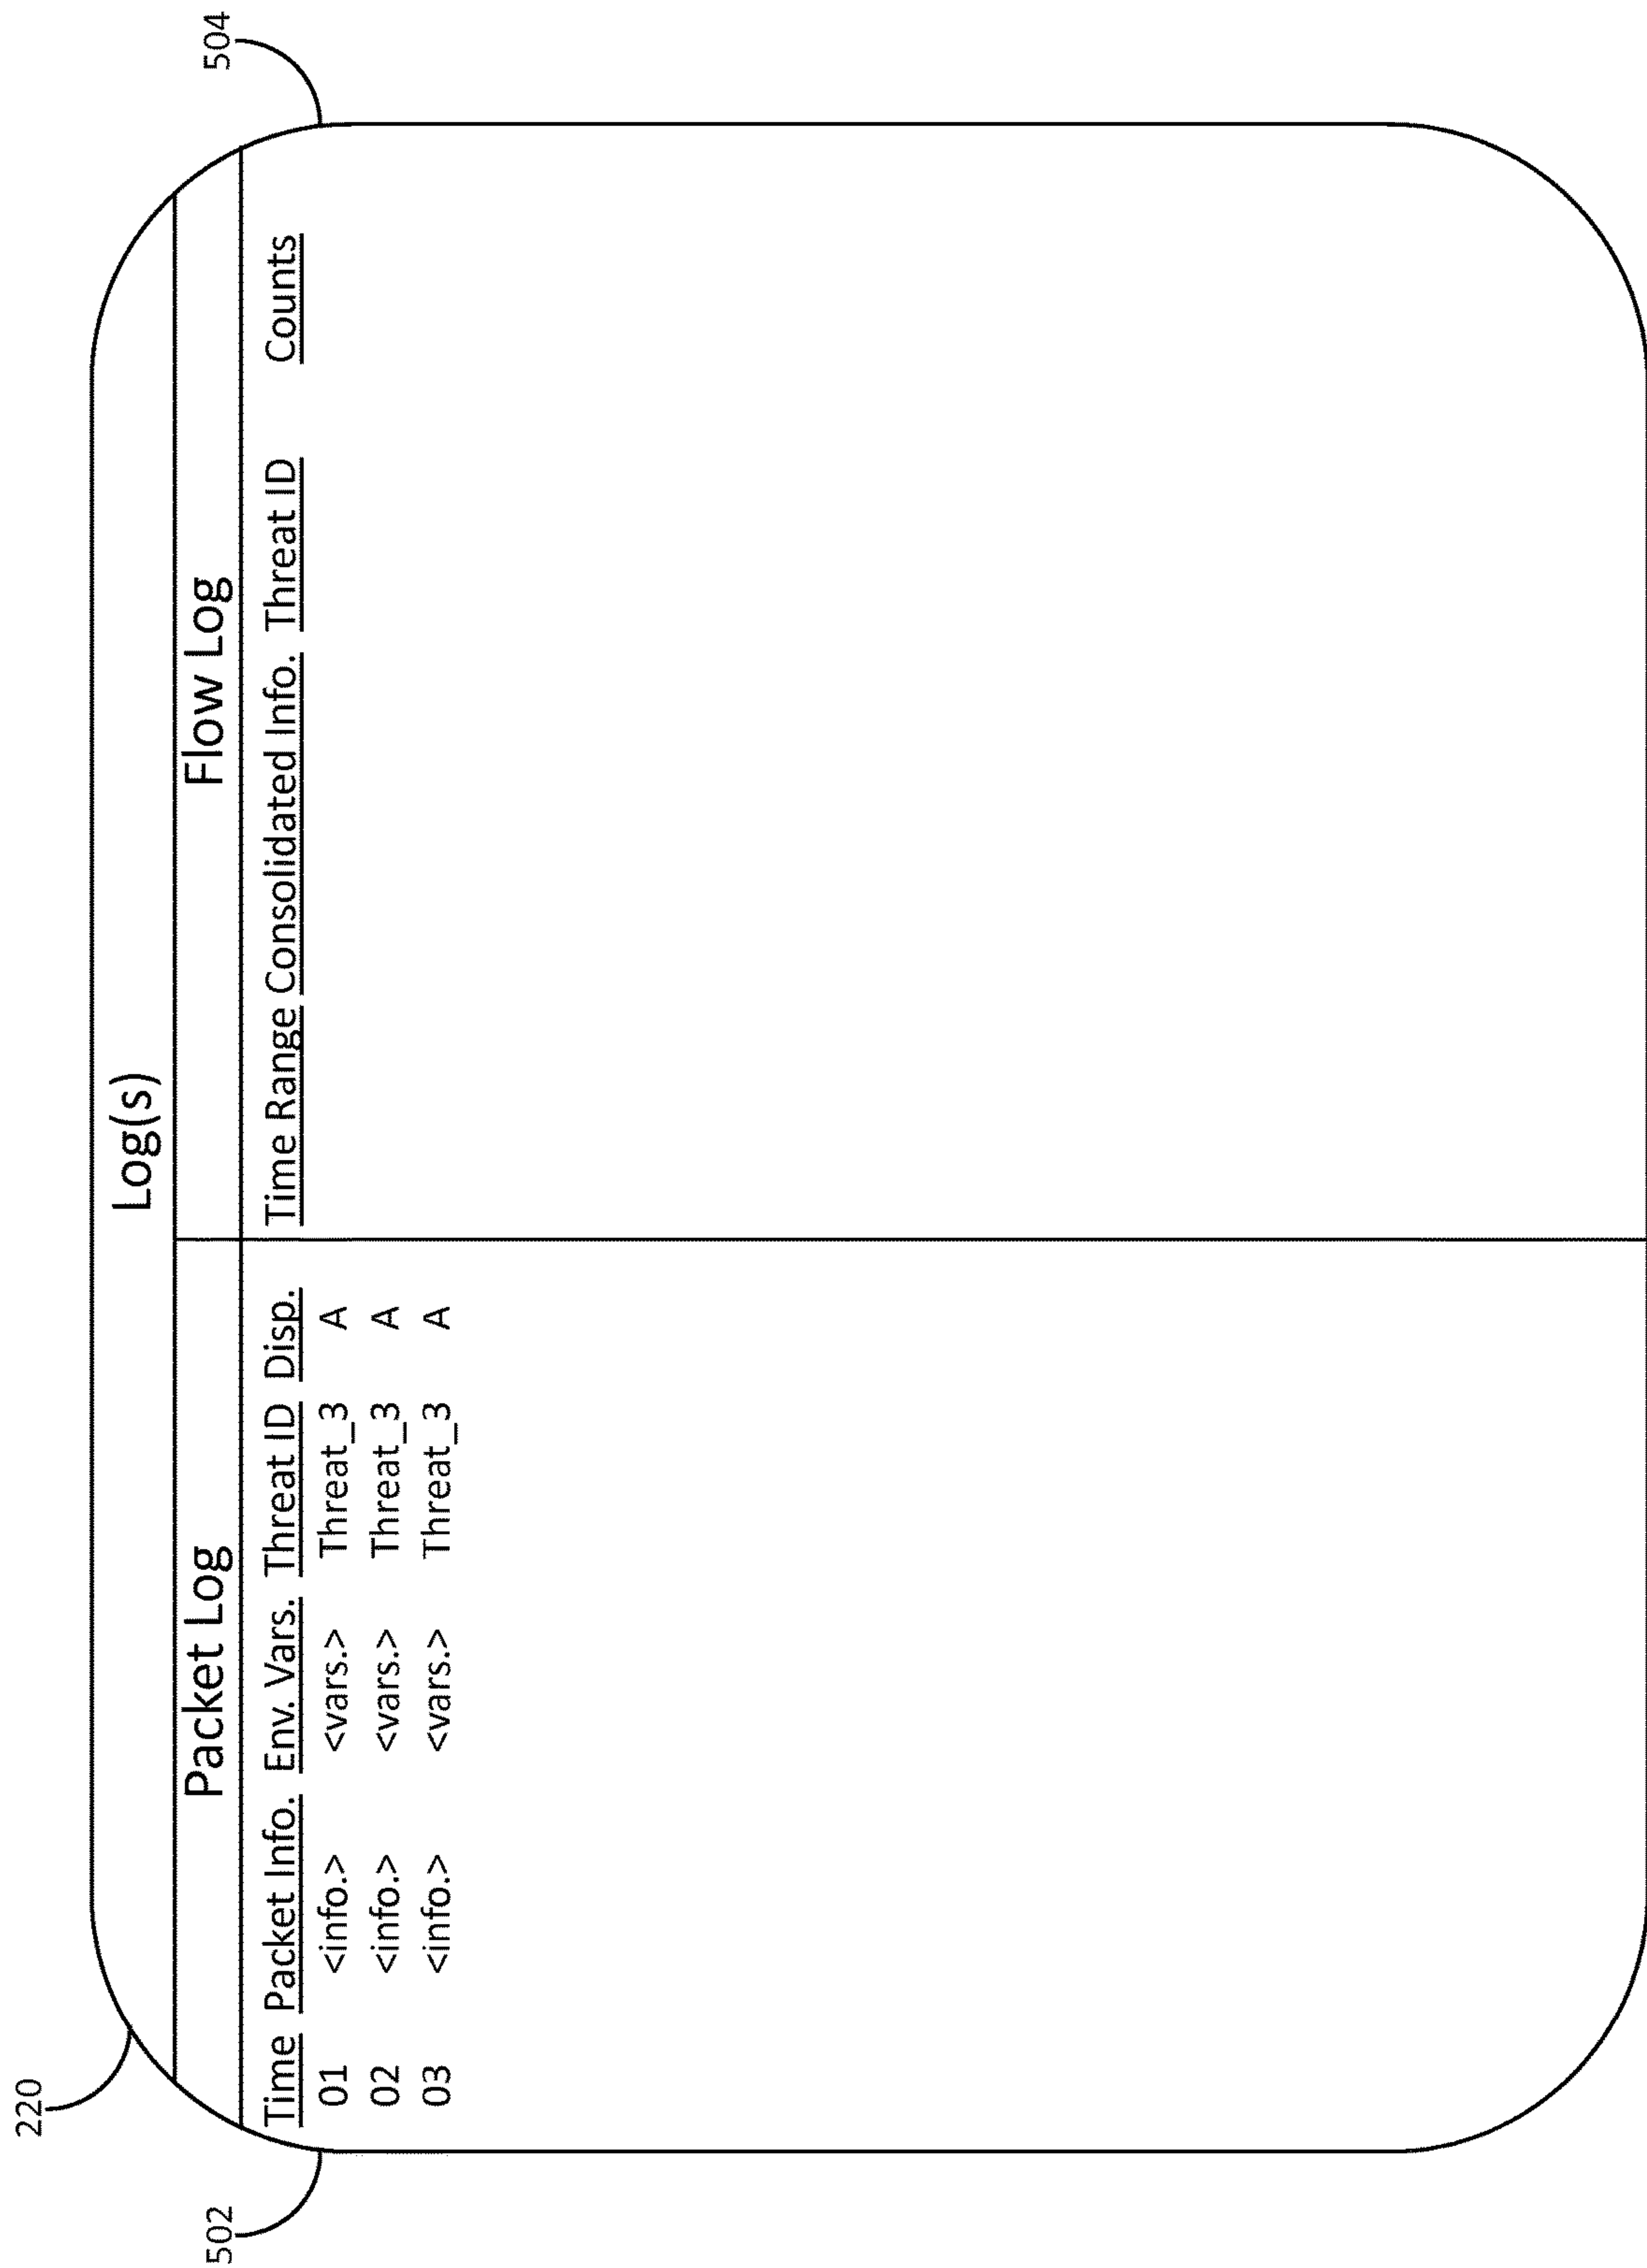 220
Log(s)
502
504
Packet Log
Flow Log
Time Packet Info. Env. Vars. Threat ID Disp.
01 <info.> <vars.> Threat_3 A
02 <info.> <vars.> Threat_3 A
03 <info.> <vars.> Threat_3 A
Time Range Consolidated Info. Threat ID Counts